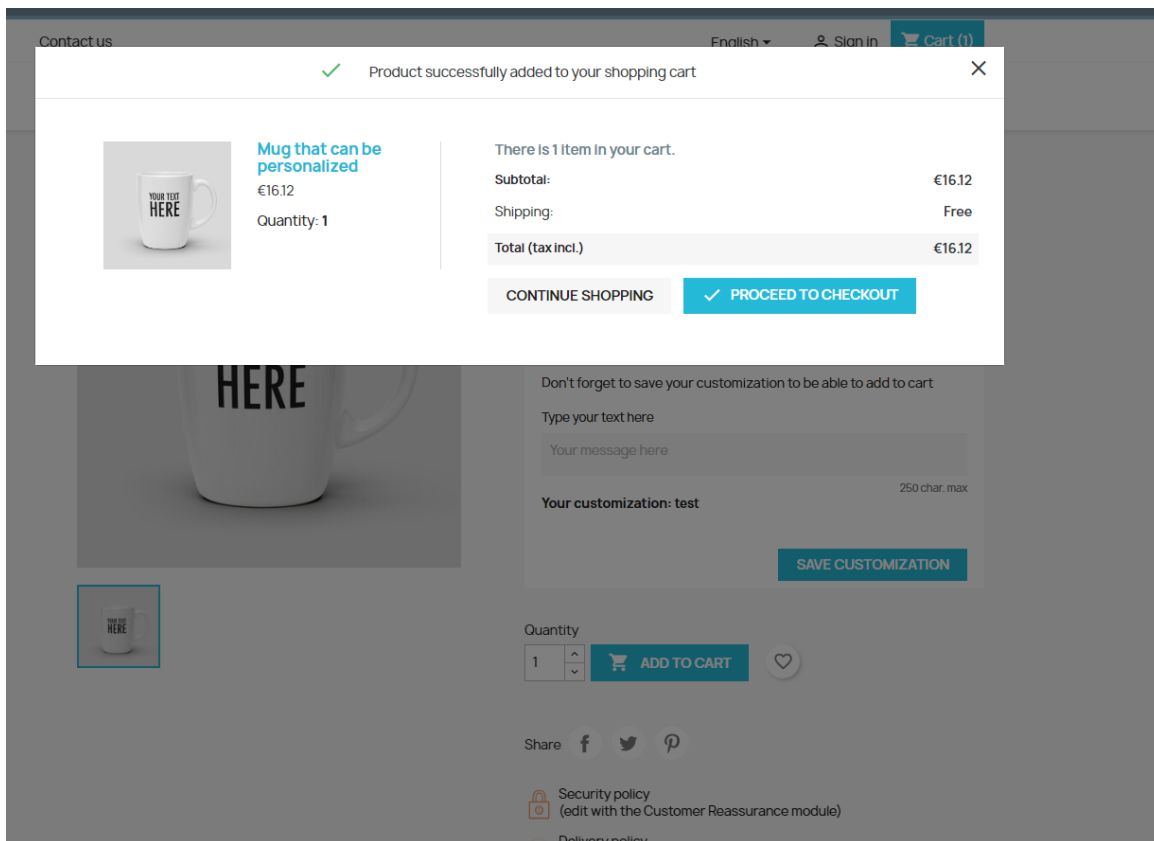 Contact us
English
Sign in
Cart (1)
Product successfully added to your shopping cart
YOUR TEXT
HERE
Mug that can be
personalized
€16.12
Quantity: 1
There is 1 item in your cart.
Subtotal: €16.12
Shipping: Free
Total (tax incl.) €16.12
CONTINUE SHOPPING
PROCEED TO CHECKOUT
HERE
Don't forget to save your customization to be able to add to cart
Type your text here
Your message here
250 char. max
Your customization: test
SAVE CUSTOMIZATION
YOUR TEXT
HERE
Quantity
1
ADD TO CART
Share
Security policy
(edit with the Customer Reassurance module)
Delivery policy